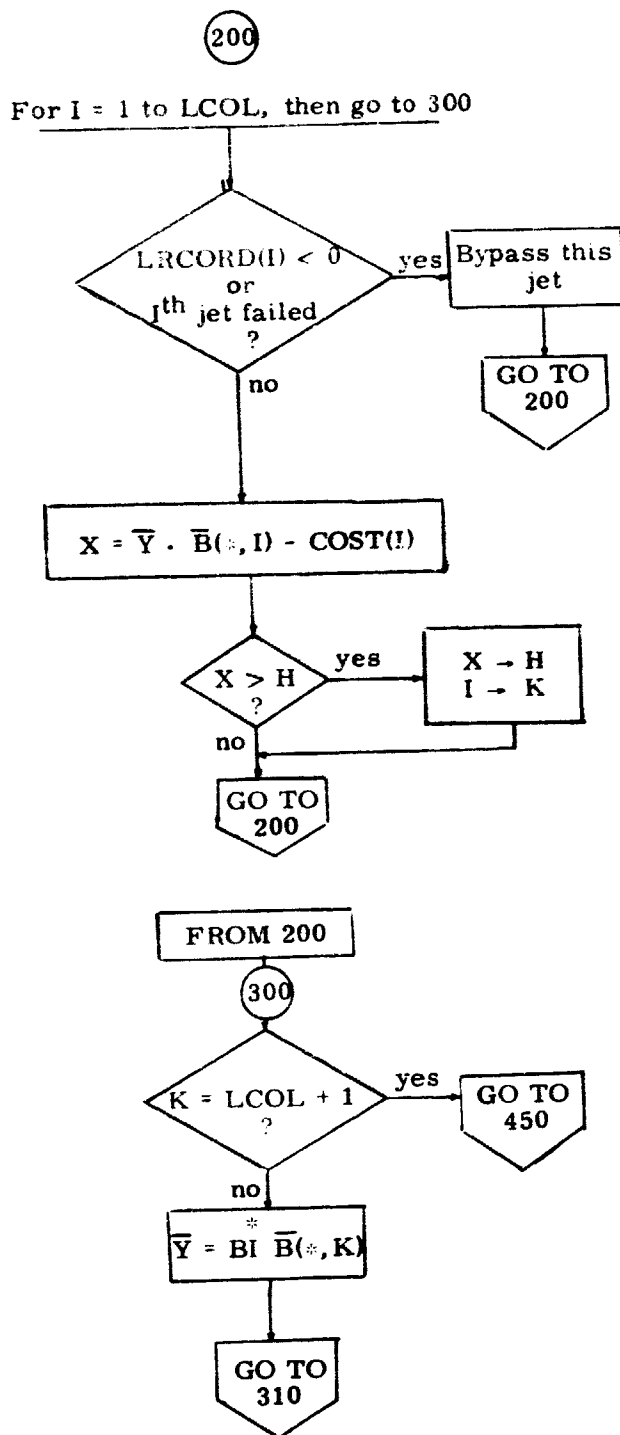 200
For I = 1 to LCOL, then go to 300
LRCORD(I) < 0
or
Ith jet failed
?
yes
Bypass this
jet
GO TO
200
no
X = Y̅ . B̅(*, I) - COST(I)
X > H
?
yes
X → H
I → K
no
GO TO
200
FROM 200
300
K = LCOL + 1
?
yes
GO TO
450
no
*
Y̅ = BI B̅(*, K)
GO TO
310